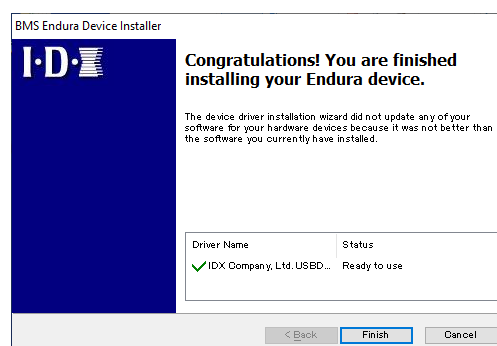 BMS Endura Device Installer
I·D·X
Congratulations! You are finished
installing your Endura device.
The device driver installation wizard did not update any of your
software for your hardware devices because it was not better than
the software you currently have installed.
Driver Name Status
IDX Company, Ltd. USBD... Ready to use
< Back Finish Cancel